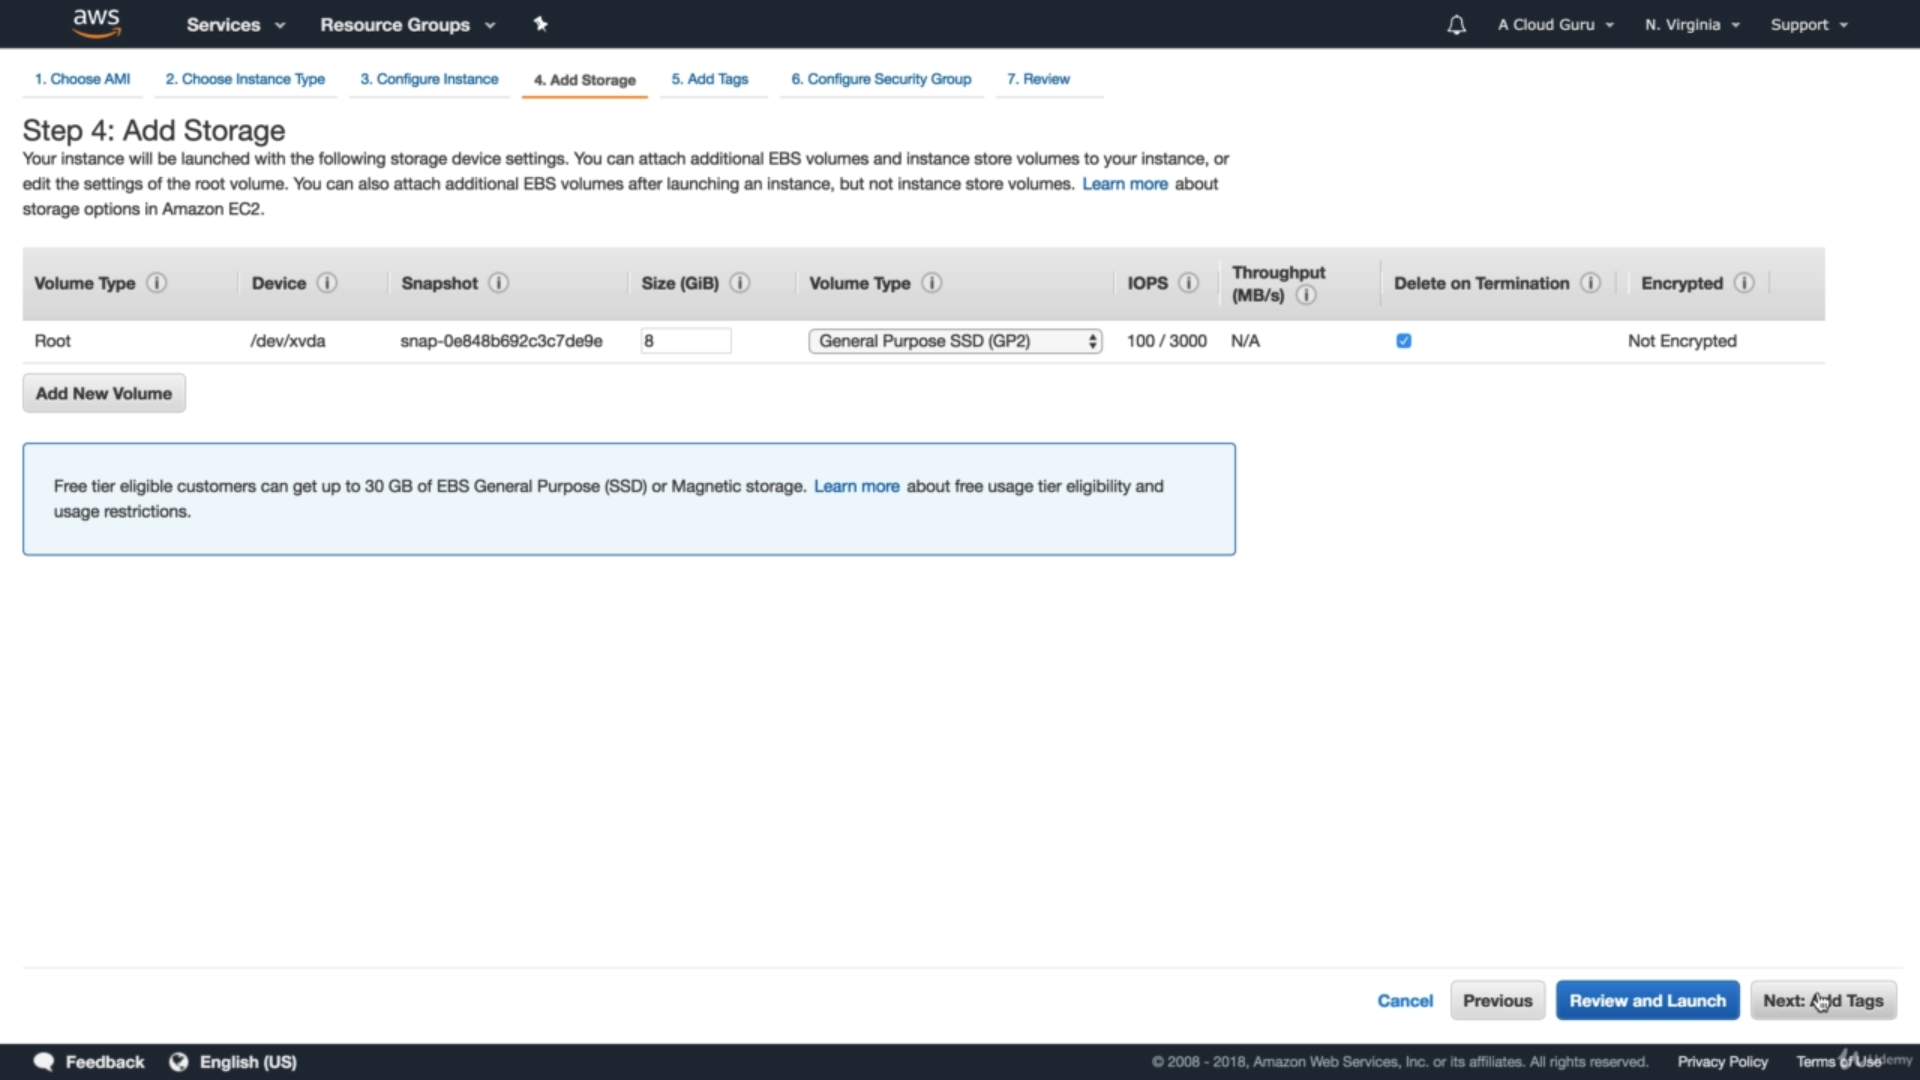 aws Services Resource Groups A Cloud Guru N. Virginia Support
1. Choose AMI 2. Choose Instance Type 3. Configure Instance 4. Add Storage 5. Add Tags 6. Configure Security Group 7. Review
Step 4: Add Storage
Your instance will be launched with the following storage device settings. You can attach additional EBS volumes and instance store volumes to your instance, or
edit the settings of the root volume. You can also attach additional EBS volumes after launching an instance, but not instance store volumes. Learn more about
storage options in Amazon EC2.
Volume Type i Device i Snapshot i Size (GiB) i Volume Type i IOPS i Throughput (MB/s) i Delete on Termination i Encrypted i
Root /dev/xvda snap-0e848b692c3c7de9e 8 General Purpose SSD (GP2) 100 / 3000 N/A Not Encrypted
Add New Volume
Free tier eligible customers can get up to 30 GB of EBS General Purpose (SSD) or Magnetic storage. Learn more about free usage tier eligibility and
usage restrictions.
Cancel Previous Review and Launch Next: Add Tags
Feedback English (US) © 2008 - 2018, Amazon Web Services, Inc. or its affiliates. All rights reserved. Privacy Policy Terms of Use